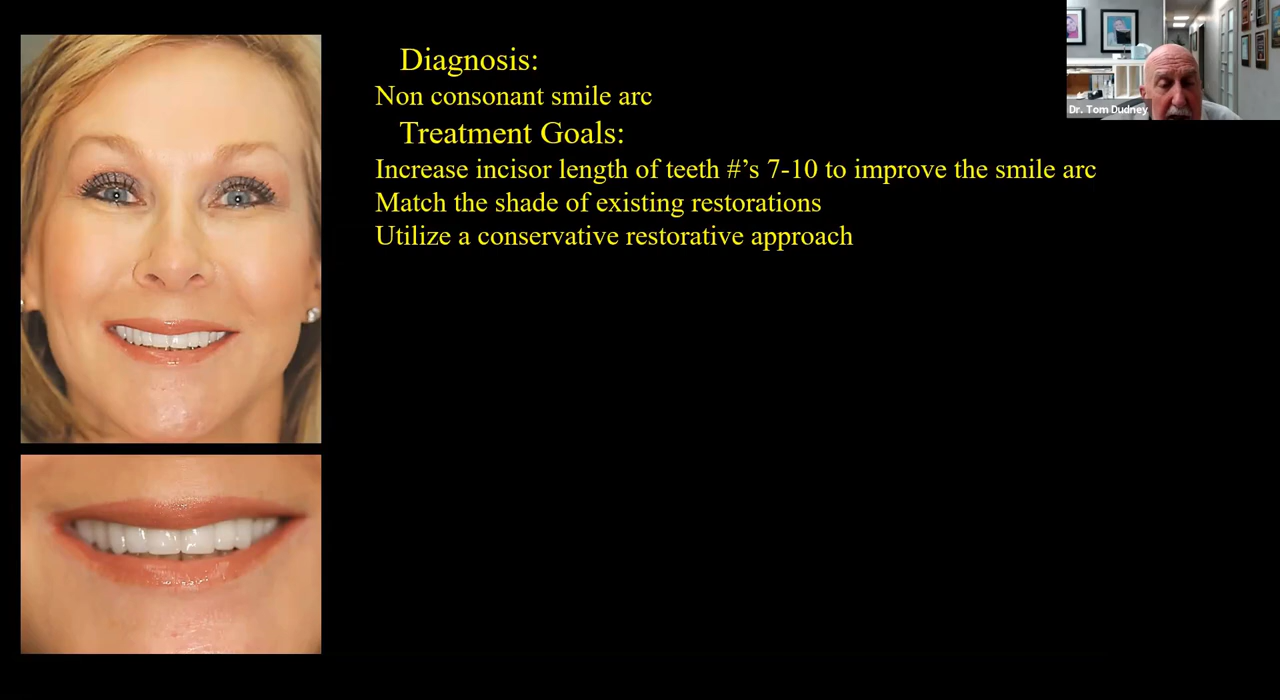 Diagnosis:
Non consonant smile arc
Treatment Goals:
Increase incisor length of teeth #’s 7-10 to improve the smile arc
Match the shade of existing restorations
Utilize a conservative restorative approach
Dr. Tom Dudney